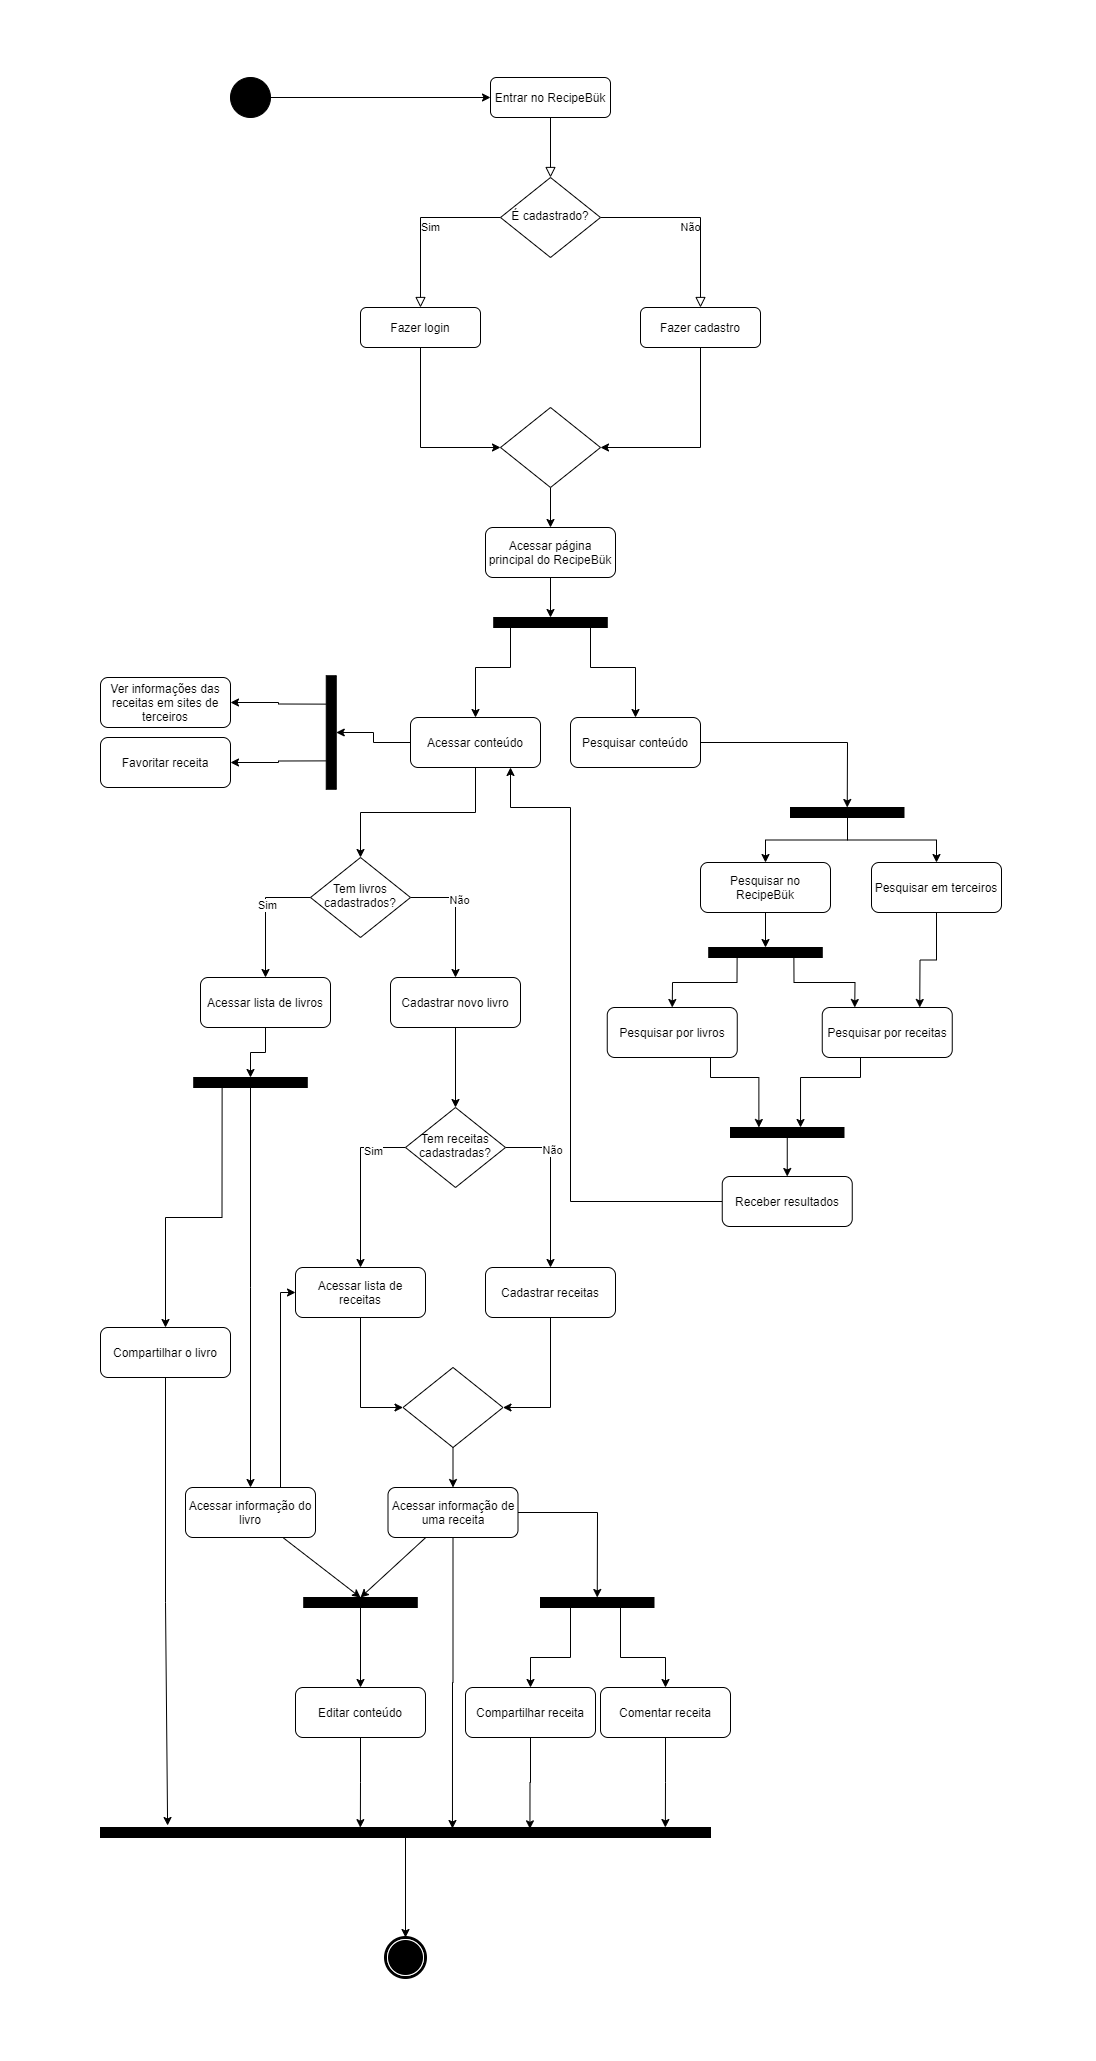 Entrar no RecipeBük
É cadastrado?
Sim
Não
Fazer login
Fazer cadastro
Acessar página
principal do RecipeBük
Ver informações das
receitas em sites de
terceiros
Favoritar receita
Acessar conteúdo
Pesquisar conteúdo
Tem livros
cadastrados?
Sim
Não
Pesquisar no
RecipeBük
Pesquisar em terceiros
Acessar lista de livros
Cadastrar novo livro
Pesquisar por livros
Pesquisar por receitas
Tem receitas
cadastradas?
Sim
Não
Receber resultados
Acessar lista de
receitas
Cadastrar receitas
Compartilhar o livro
Acessar informação do
livro
Acessar informação de
uma receita
Editar conteúdo
Compartilhar receita
Comentar receita